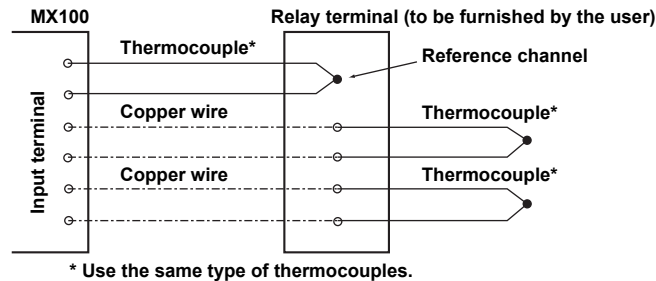 MX100
Relay terminal (to be furnished by the user)
Thermocouple*
Reference channel
Input terminal
Copper wire
Thermocouple*
Copper wire
Thermocouple*
* Use the same type of thermocouples.